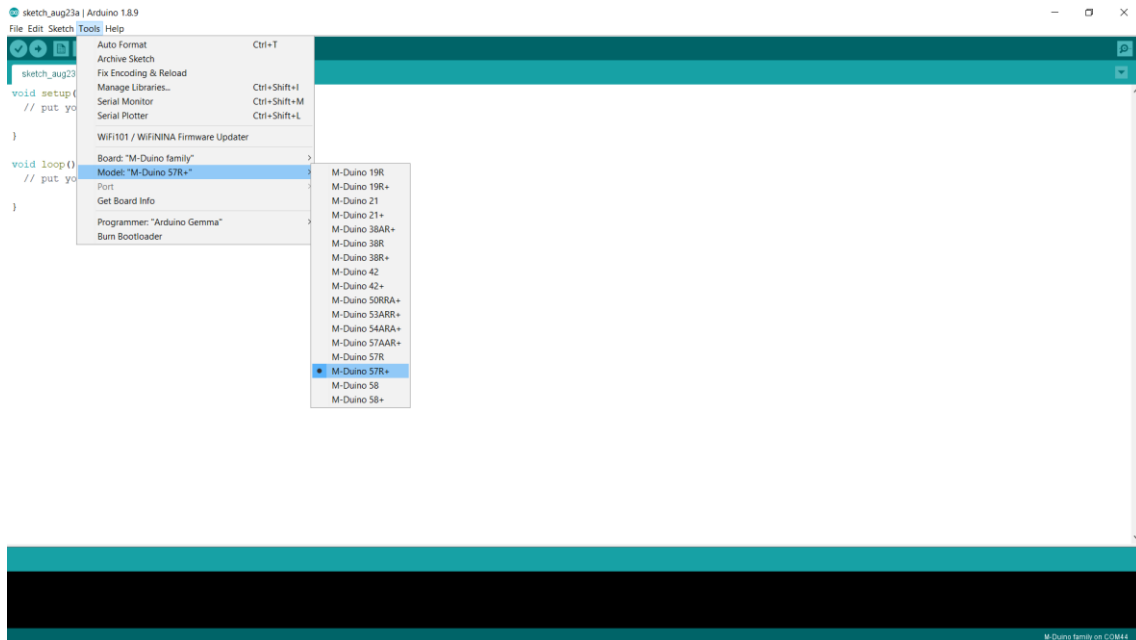 sketch_aug23a | Arduino 1.8.9
File Edit Sketch Tools Help
sketch_aug23
void setup(
// put yo
}
void loop()
// put yo
}
Auto Format Ctrl+T
Archive Sketch
Fix Encoding & Reload
Manage Libraries... Ctrl+Shift+I
Serial Monitor Ctrl+Shift+M
Serial Plotter Ctrl+Shift+L
WiFi101 / WiFiNINA Firmware Updater
Board: "M-Duino family"
Model: "M-Duino 57R+"
Port
Get Board Info
Programmer: "Arduino Gemma"
Burn Bootloader
M-Duino 19R
M-Duino 19R+
M-Duino 21
M-Duino 21+
M-Duino 38AR+
M-Duino 38R
M-Duino 38R+
M-Duino 42
M-Duino 42+
M-Duino 50RRA+
M-Duino 53ARR+
M-Duino 54ARA+
M-Duino 57AAR+
M-Duino 57R
M-Duino 57R+
M-Duino 58
M-Duino 58+
M-Duino family on COM44